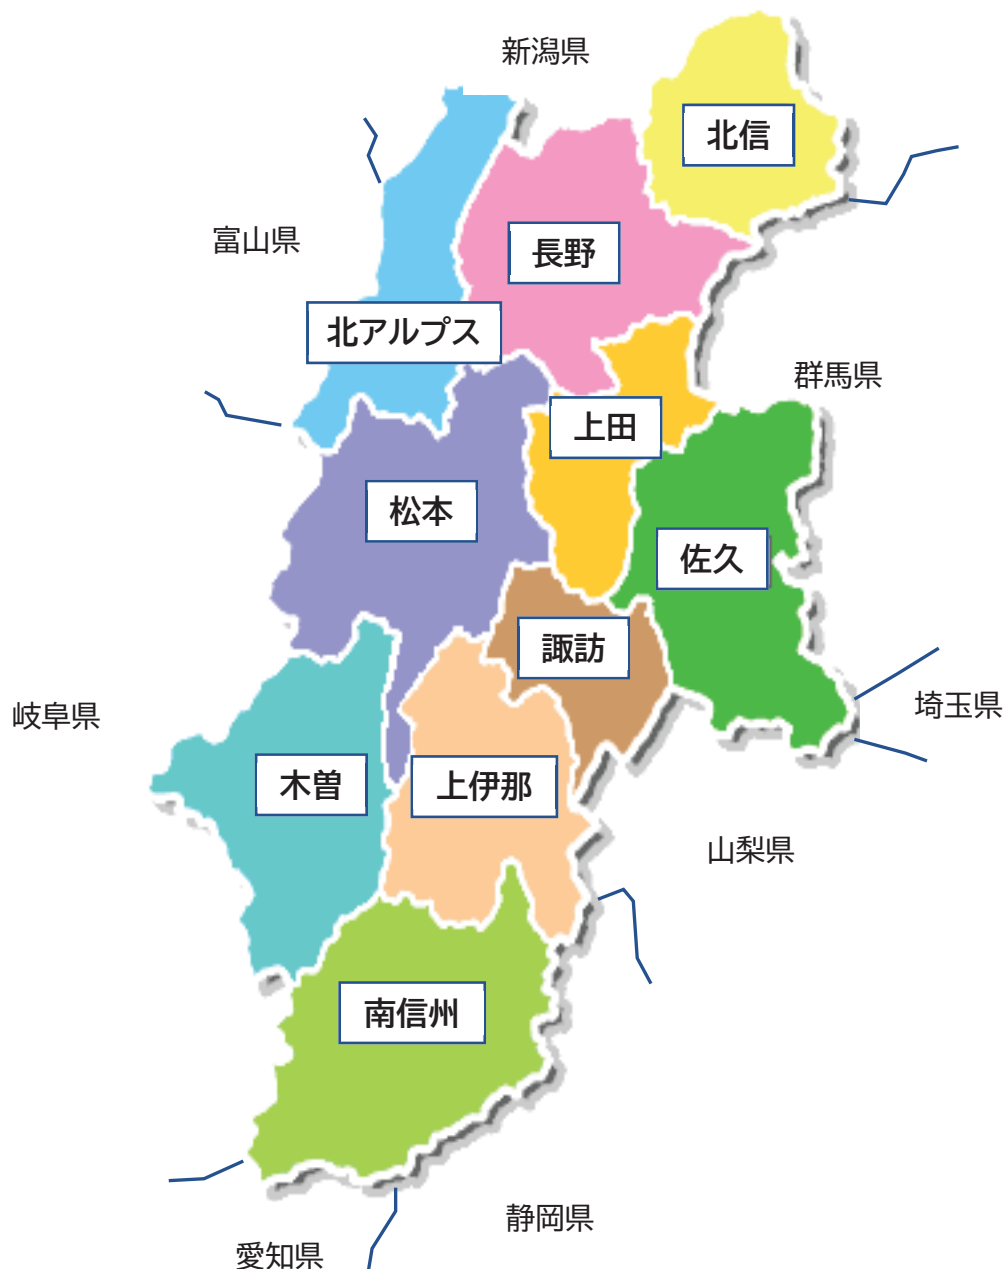 新潟県
北信
富山県
長野
北アルプス
群馬県
上田
松本
佐久
諏訪
岐阜県
埼玉県
木曽
上伊那
山梨県
南信州
静岡県
愛知県